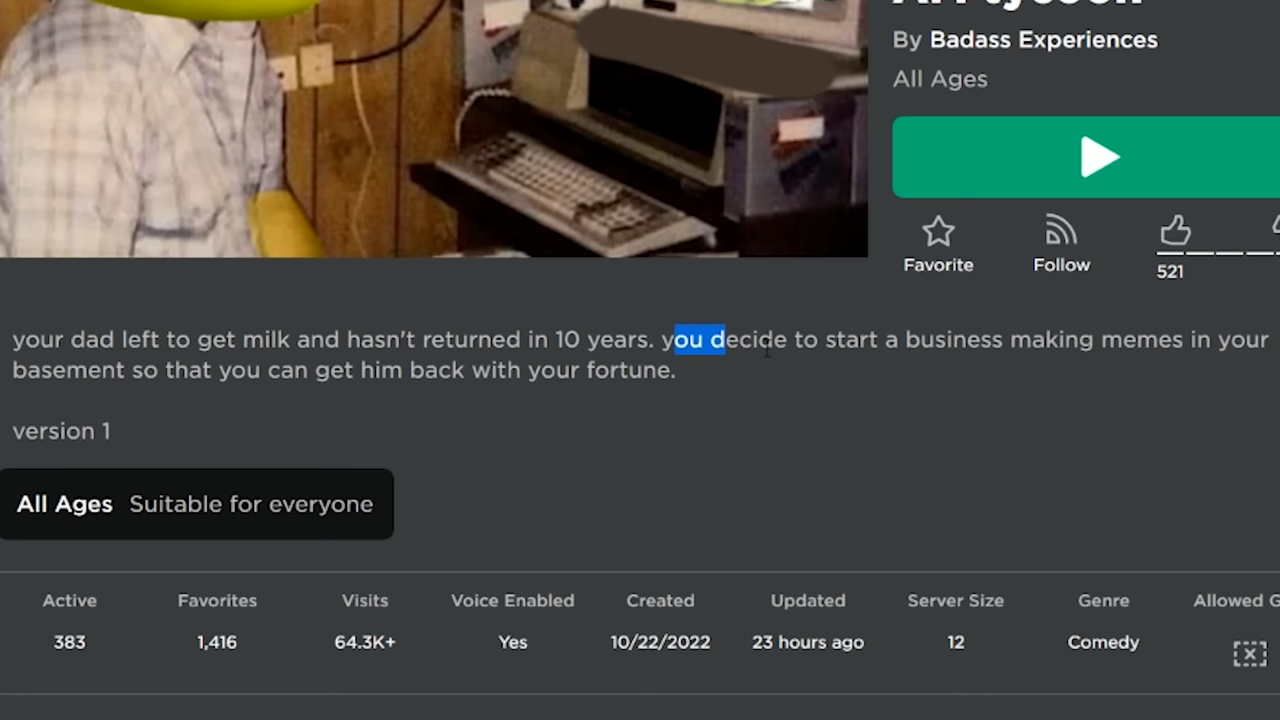 By Badass Experiences
All Ages
Favorite
Follow
521
your dad left to get milk and hasn't returned in 10 years. you decide to start a business making memes in your
basement so that you can get him back with your fortune.
version 1
All Ages Suitable for everyone
Active Favorites Visits Voice Enabled Created Updated Server Size Genre Allowed
383 1,416 64.3K+ Yes 10/22/2022 23 hours ago 12 Comedy